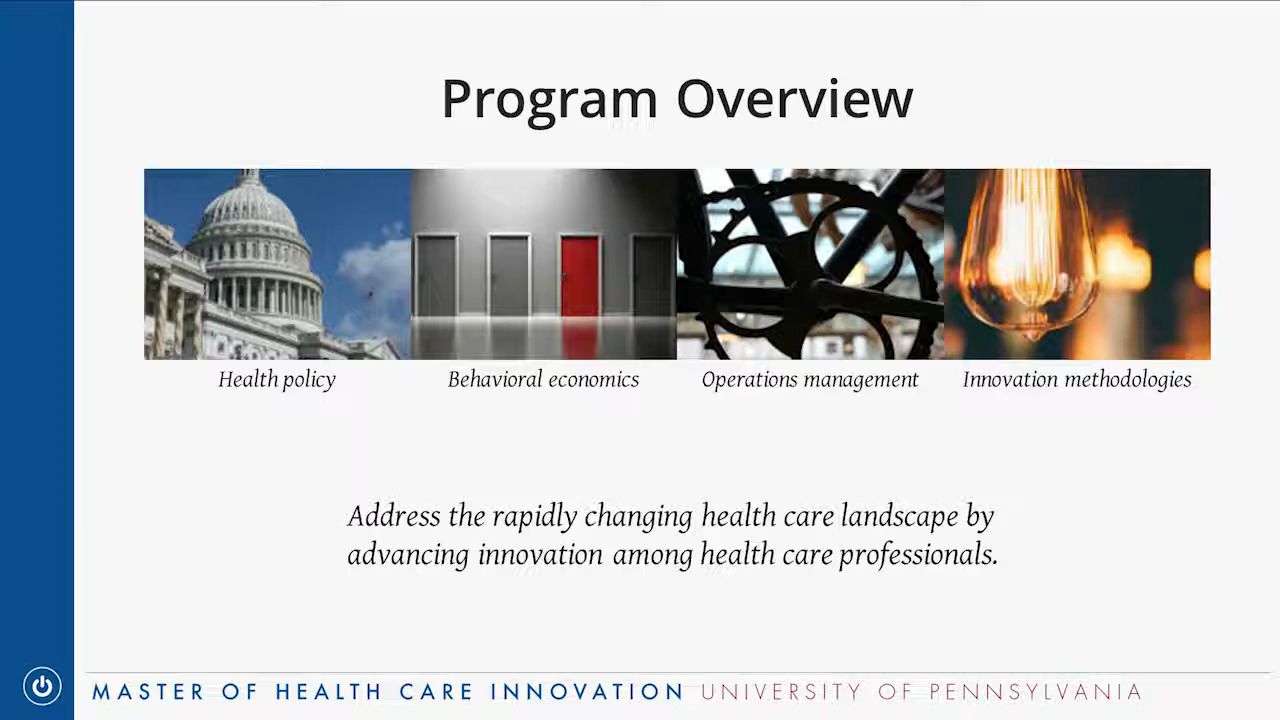 Program Overview
Health policy
Behavioral economics
Operations management
Innovation methodologies
Address the rapidly changing health care landscape by
advancing innovation among health care professionals.
MASTER OF HEALTH CARE INNOVATION UNIVERSITY OF PENNSYLVANIA